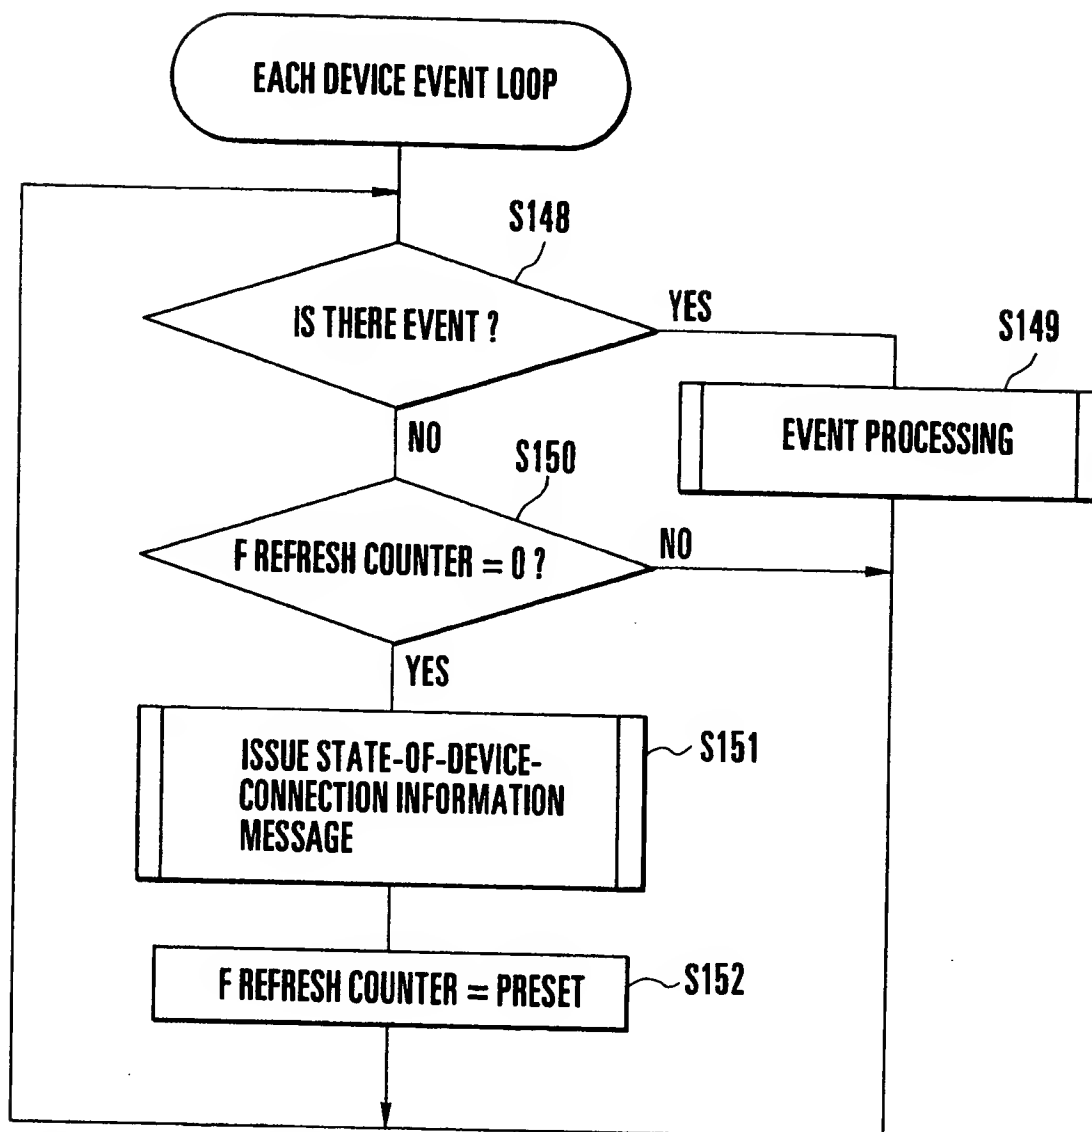 EACH DEVICE EVENT LOOP
S148
IS THERE EVENT ?
YES
S149
EVENT PROCESSING
NO
S150
F REFRESH COUNTER = 0 ?
NO
YES
ISSUE STATE-OF-DEVICE-
CONNECTION INFORMATION
MESSAGE
S151
F REFRESH COUNTER = PRESET
S152